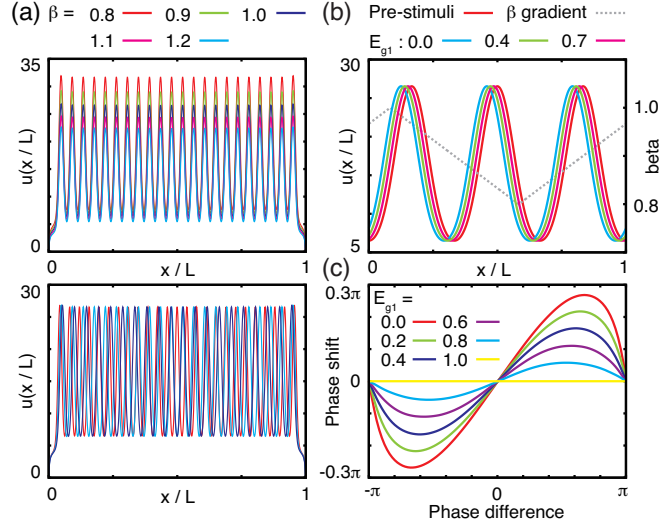 (a) β = 0.8 0.9 1.0
1.1 1.2
35
u(x / L)
0
0 x / L 1
30
u(x / L)
0
0 x / L 1
(b) Pre-stimuli β gradient
E_g1 : 0.0 0.4 0.7
30
u(x / L)
5
1.0
beta
0.8
0 x / L 1
(c)
0.3π
E_g1 =
0.0 0.6
0.2 0.8
0.4 1.0
Phase shift
0
-0.3π
-π 0 π
Phase difference